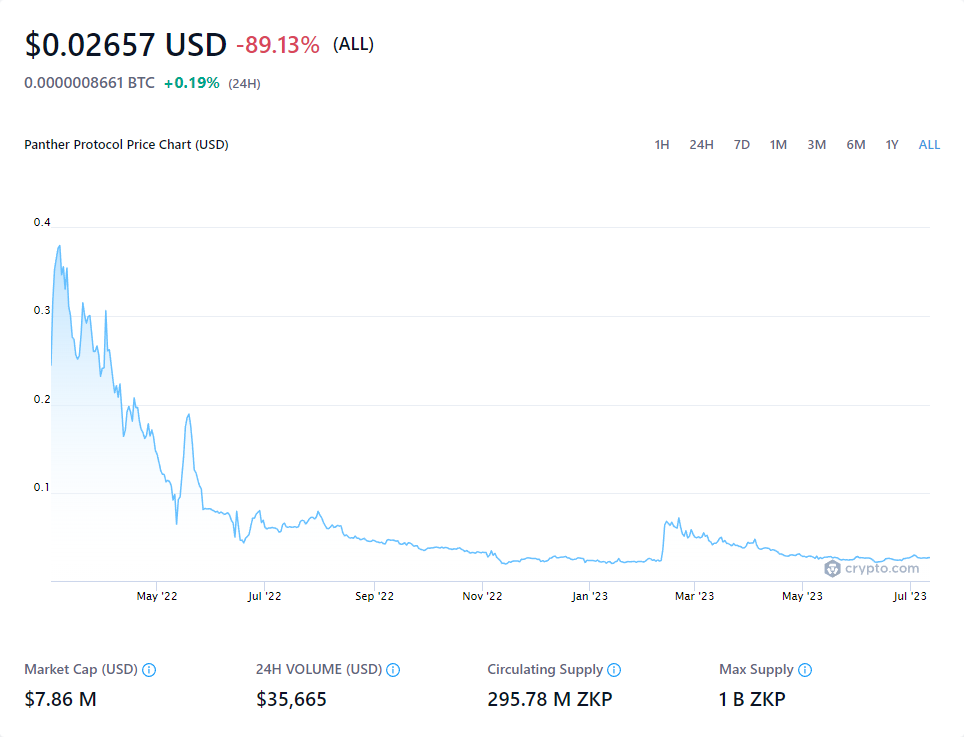 $0.02657 USD -89.13% (ALL)
0.0000008661 BTC +0.19% (24H)
Panther Protocol Price Chart (USD) 1H 24H 7D 1M 3M 6M 1Y ALL
0.4
0.3
0.2
0.1
crypto.com
May '22 Jul '22 Sep '22 Nov '22 Jan '23 Mar '23 May '23 Jul '23
Market Cap (USD) 24H VOLUME (USD) Circulating Supply Max Supply
$7.86 M $35,665 295.78 M ZKP 1 B ZKP